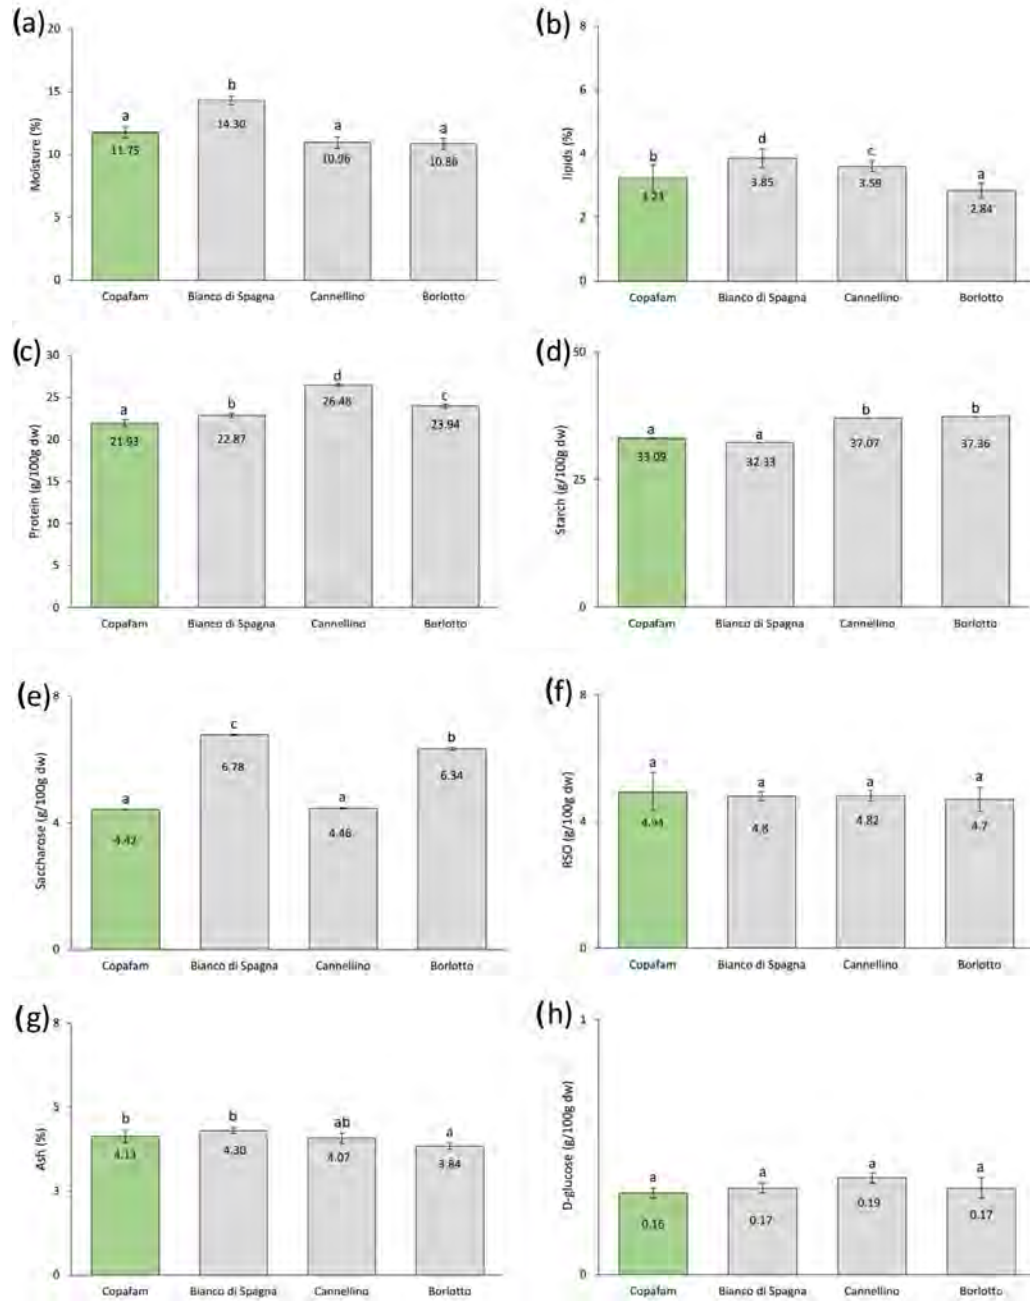 (a)
20
15
10
5
0
Moisture (%)
a
b
a
a
11.75
14.30
10.96
10.86
Copafam Bianco di Spagna Cannellino Borlotto
(b)
8
6
4
2
0
lipids (%)
b
d
c
a
3.23
3.85
3.59
2.84
Copafam Bianco di Spagna Cannellino Borlotto
(c)
30
25
20
15
10
5
0
Protein (g/100g dw)
a
b
d
c
21.93
22.87
26.48
23.94
Copafam Bianco di Spagna Cannellino Borlotto
(d)
50
25
0
Starch (g/100g dw)
a
a
b
b
33.09
32.33
37.07
37.36
Copafam Bianco di Spagna Cannellino Borlotto
(e)
8
4
0
Saccharose (g/100g dw)
a
c
a
b
4.42
6.78
4.46
6.34
Copafam Bianco di Spagna Cannellino Borlotto
(f)
8
4
0
RSO (g/100g dw)
a
a
a
a
4.94
4.8
4.82
4.7
Copafam Bianco di Spagna Cannellino Borlotto
(g)
8
5
3
0
Ash (%)
b
b
ab
a
4.13
4.30
4.07
3.84
Copafam Bianco di Spagna Cannellino Borlotto
(h)
1
0
D-glucose (g/100g dw)
a
a
a
a
0.16
0.17
0.19
0.17
Copafam Bianco di Spagna Cannellino Borlotto